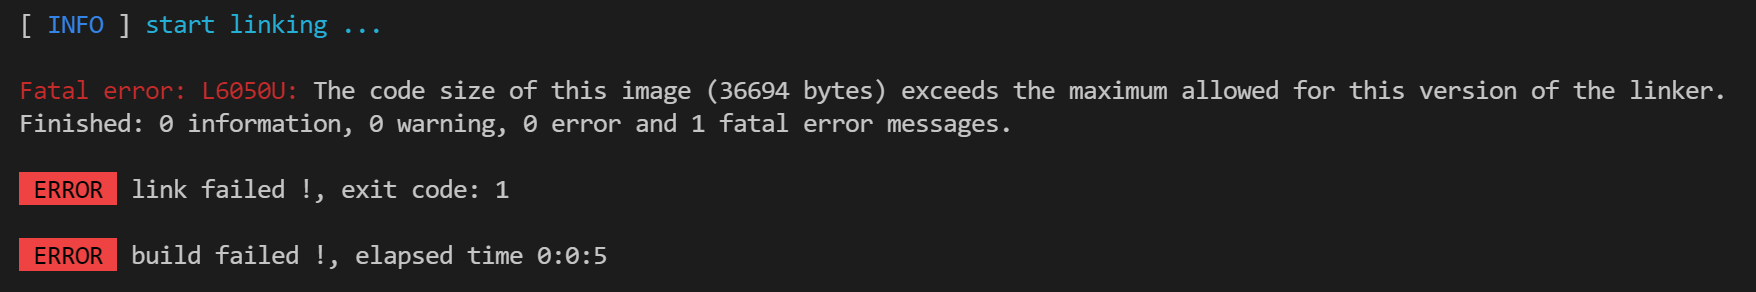 [ INFO ] start linking ...
Fatal error: L6050U: The code size of this image (36694 bytes) exceeds the maximum allowed for this version of the linker.
Finished: 0 information, 0 warning, 0 error and 1 fatal error messages.
ERROR link failed !, exit code: 1
ERROR build failed !, elapsed time 0:0:5